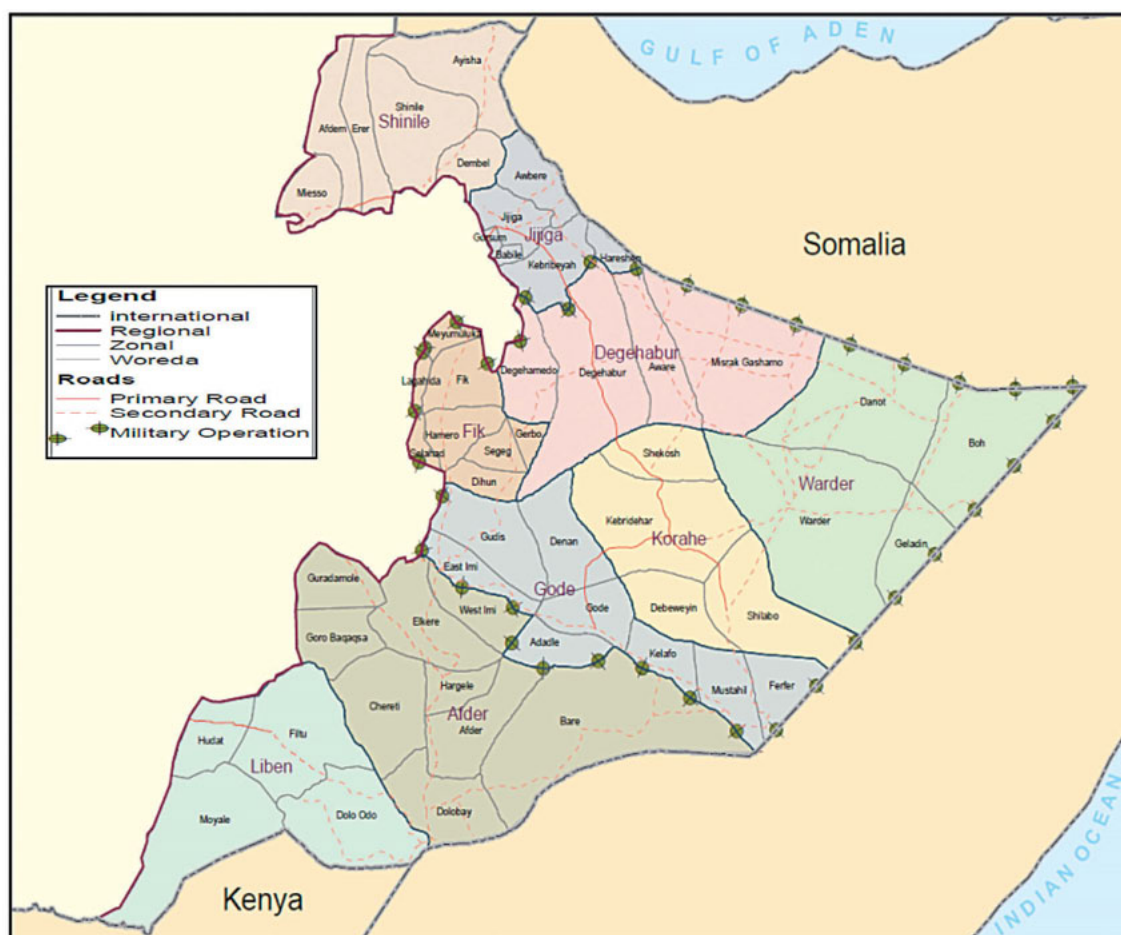 GULF OF ADEN
Ayisha
Shinile
Shinile
Afdem
Erer
Dembel
Miesso
Awbere
Jijiga
Jijiga
Gorsum
Babile
Kebribeyah
Hareshen
Somalia
Legend
international
Regional
Zonal
Woreda
Roads
Primary Road
Secondary Road
Military Operation
Meyumuluka
Lagahida
Fik
Hamero
Fik
Selahad
Segeg
Gerbo
Dihun
Degehamedo
Degehabur
Degehabur
Aware
Misrak Gashamo
Danot
Boh
Warder
Warder
Geladin
Shekosh
Kebridehar
Korahe
Debeweyin
Shilabo
Gudis
Denan
East Imi
Gode
Gode
West Imi
Adadle
Kelafo
Mustahil
Ferfer
Guradamole
Elkere
Goro Baqaqsa
Hargele
Chereti
Afder
Afder
Bare
Dolobay
Hudat
Filtu
Liben
Moyale
Dolo Odo
Kenya
INDIAN OCEAN